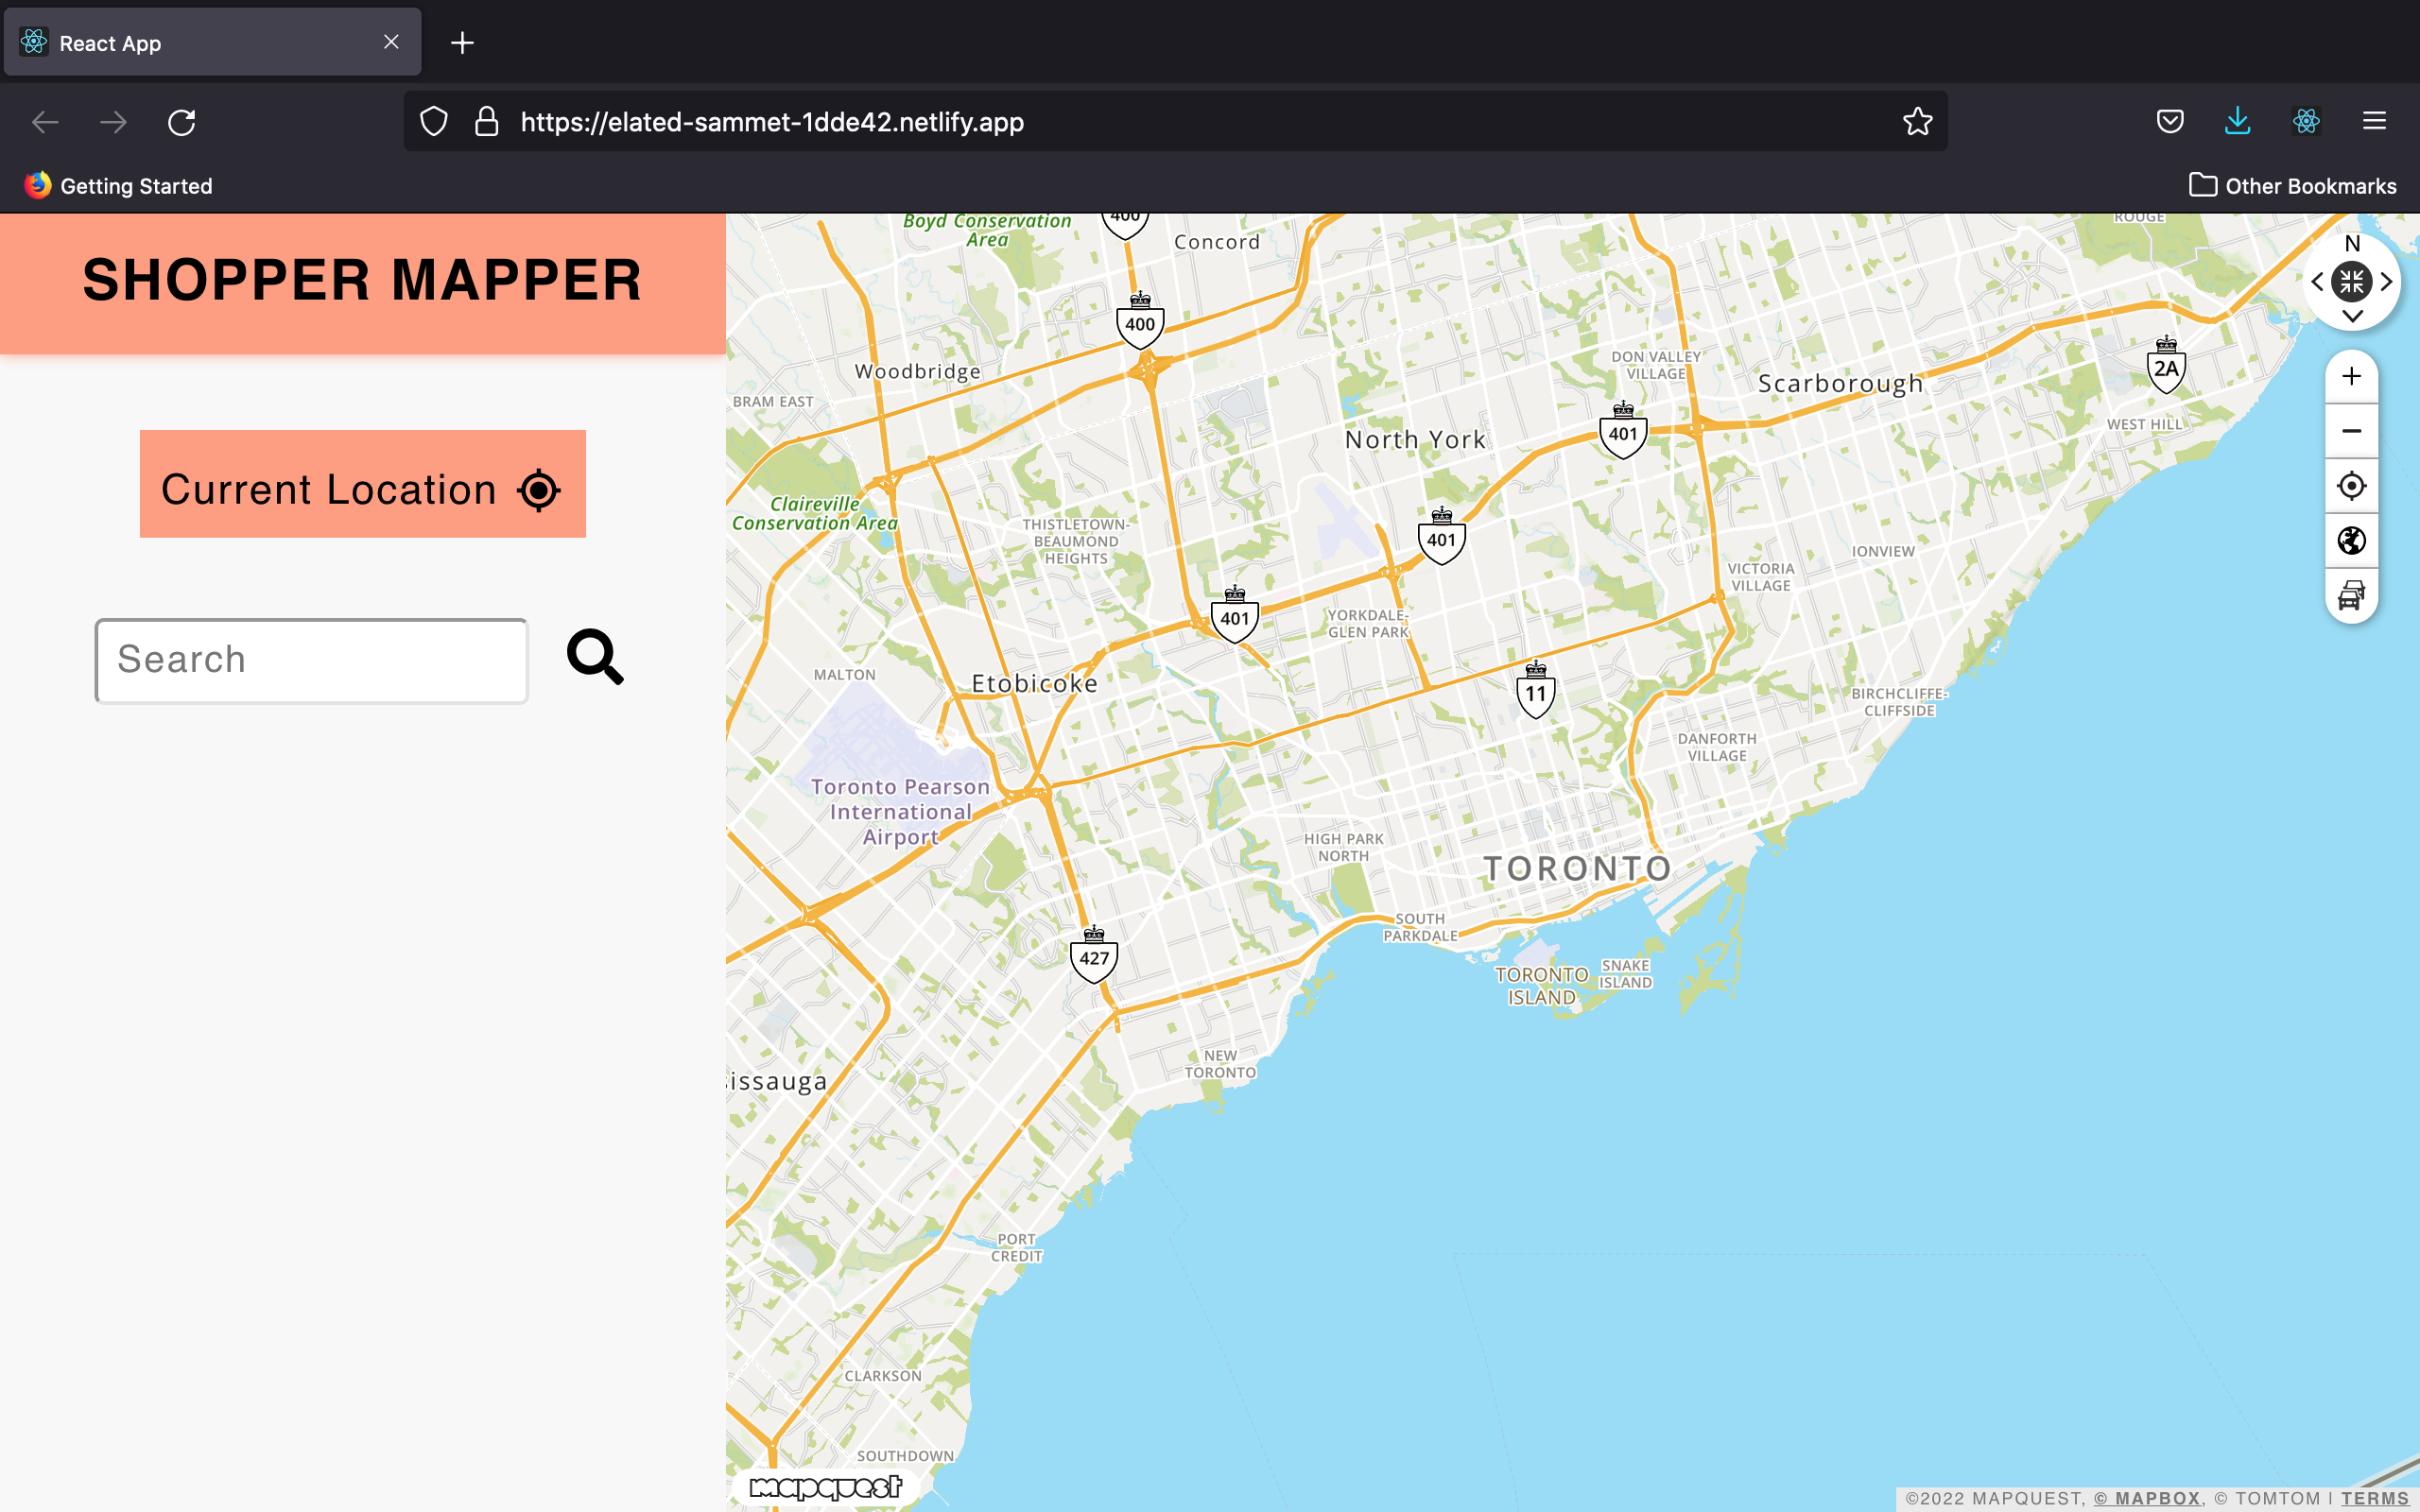 React App
https://elated-sammet-1dde42.netlify.app
Getting Started
Other Bookmarks
SHOPPER MAPPER
Current Location
Search
Boyd Conservation
Area
400
Concord
ROUGE
N
400
Woodbridge
BRAM EAST
DON VALLEY
VILLAGE
Scarborough
2A
WEST HILL
North York
401
Claireville
Conservation Area
THISTLETOWN-
BEAUMOND
HEIGHTS
401
IONVIEW
VICTORIA
VILLAGE
401
YORKDALE-
GLEN PARK
MALTON
Etobicoke
11
BIRCHCLIFFE-
CLIFFSIDE
DANFORTH
VILLAGE
Toronto Pearson
International
Airport
HIGH PARK
NORTH
TORONTO
SOUTH
PARKDALE
427
TORONTO
ISLAND
SNAKE
ISLAND
NEW
TORONTO
issauga
PORT
CREDIT
CLARKSON
SOUTHDOWN
mapquest
©2022 MAPQUEST, © MAPBOX, © TOMTOM | TERMS